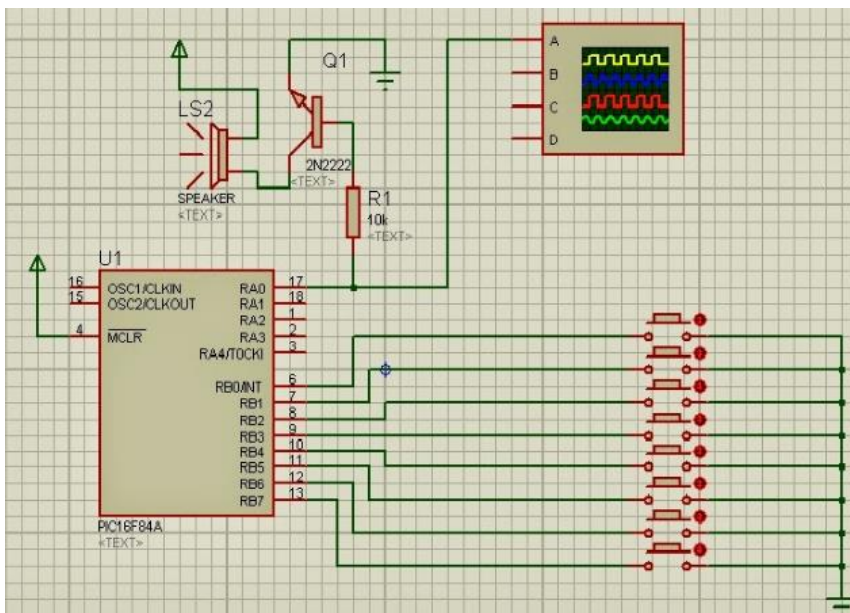 Q1
A
B
C
D
LS2
2N2222
<TEXT>
SPEAKER
<TEXT>
R1
10k
<TEXT>
U1
16 OSC1/CLKIN RA0 17
15 OSC2/CLKOUT RA1 18
RA2 1
4 MCLR RA3 2
RA4/T0CKI 3
RB0/INT 6
RB1 7
RB2 8
RB3 9
RB4 10
RB5 11
RB6 12
RB7 13
PIC16F84A
<TEXT>